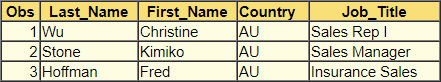 Obs Last_Name First_Name Country Job_Title
1 Wu Christine AU Sales Rep I
2 Stone Kimiko AU Sales Manager
3 Hoffman Fred AU Insurance Sales